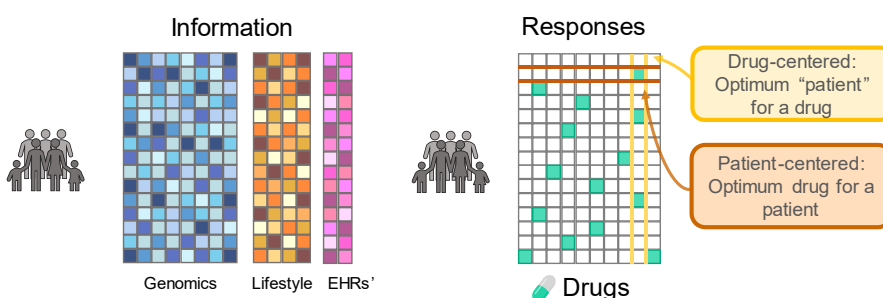 Information
Responses
Drug-centered:
Optimum “patient”
for a drug
Patient-centered:
Optimum drug for a
patient
Genomics
Lifestyle
EHRs’
Drugs